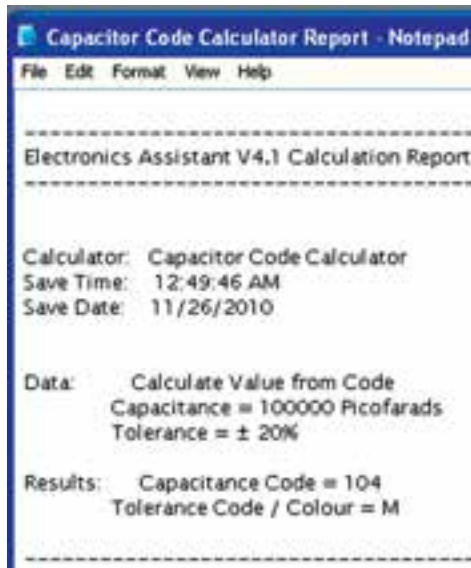 Capacitor Code Calculator Report - Notepad
File Edit Format View Help
----------------------------------------
Electronics Assistant V4.1 Calculation Report
----------------------------------------
Calculator: Capacitor Code Calculator
Save Time: 12:49:46 AM
Save Date: 11/26/2010
Data: Calculate Value from Code
Capacitance = 100000 Picofarads
Tolerance = ± 20%
Results: Capacitance Code = 104
Tolerance Code / Colour = M
----------------------------------------